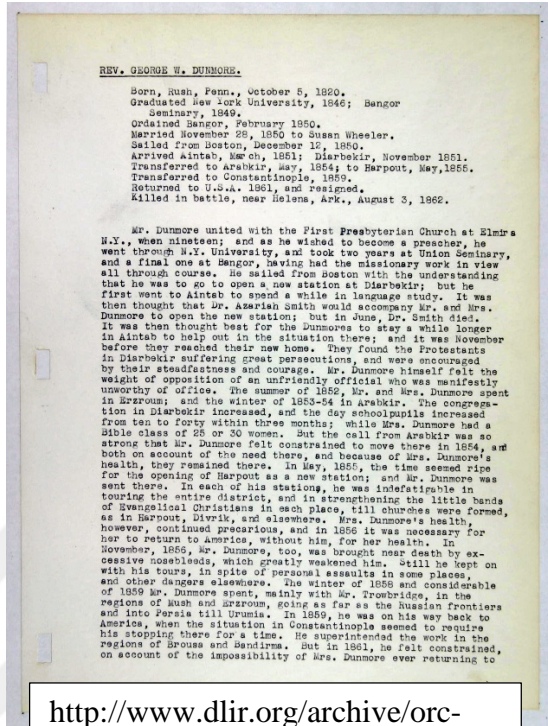 REV. GEORGE W. DUNMORE.
Born, Rush, Penn., October 5, 1820.
Graduated New York University, 1846; Bangor
Seminary, 1849.
Ordained Bangor, February 1850.
Married November 28, 1850 to Susan Wheeler.
Sailed from Boston, December 12, 1850.
Arrived Aintab, March, 1851; Diarbekir, November 1851.
Transferred to Arabkir, May, 1854; to Harpout, May,1855.
Transferred to Constantinople, 1859.
Returned to U.S.A. 1861, and resigned.
Killed in battle, near Helena, Ark., August 3, 1862.
Mr. Dunmore united with the First Presbyterian Church at Elmira
N.Y., when nineteen; and as he wished to become a preacher, he
went through N.Y. University, and took two years at Union Seminary,
and a final one at Bangor, having had the missionary work in view
all through course. He sailed from Boston with the understanding
that he was to go to open a new station at Diarbekir; but he
first went to Aintab to spend a while in language study. It was
then thought that Dr. Azariah Smith would accompany Mr. and Mrs.
Dunmore to open the new station; but in June, Dr. Smith died.
It was then thought best for the Dunmores to stay a while longer
in Aintab to help out in the situation there; and it was November
before they reached their new home. They found the Protestants
in Diarbekir suffering great persecutions, and were encouraged
by their steadfastness and courage. Mr. Dunmore himself felt the
weight of opposition of an unfriendly official who was manifestly
unworthy of office. The summer of 1852, Mr. and Mrs. Dunmore spent
in Erzroum; and the winter of 1853-54 in Arabkir. The congrega-
tion in Diarbekir increased, and the day schoolpupils increased
from ten to forty within three months; while Mrs. Dunmore had a
Bible class of 25 or 30 women. But the call from Arabkir was so
strong that Mr. Dunmore felt constrained to move there in 1854, and
both on account of the need there, and because of Mrs. Dunmore's
health, they remained there. In May, 1855, the time seemed ripe
for the opening of Harpout as a new station; and Mr. Dunmore was
sent there. In each of his stations, he was indefatigable in
touring the entire district, and in strengthening the little bands
of Evangelical Christians in each place, till churches were formed,
as in Harpout, Divrik, and elsewhere. Mrs. Dunmore's health,
however, continued precarious, and in 1856 it was necessary for
her to return to America, without him, for her health. In
November, 1856, Mr. Dunmore, too, was brought near death by ex-
cessive nosebleeds, which greatly weakened him. Still he kept on
with his tours, in spite of personal assaults in some places,
and other dangers elsewhere. The winter of 1858 and considerable
of 1859 Mr. Dunmore spent, mainly with Mr. Trowbridge, in the
regions of Mush and Erzroum, going as far as the Russian frontiers
and into Persia till Urumia. In 1859, he was on his way back to
America, when the situation in Constantinople seemed to require
his stopping there for a time. He superintended the work in the
regions of Brousa and Bandirma. But in 1861, he felt constrained,
on account of the impossibility of Mrs. Dunmore ever returning to
http://www.dlir.org/archive/orc-